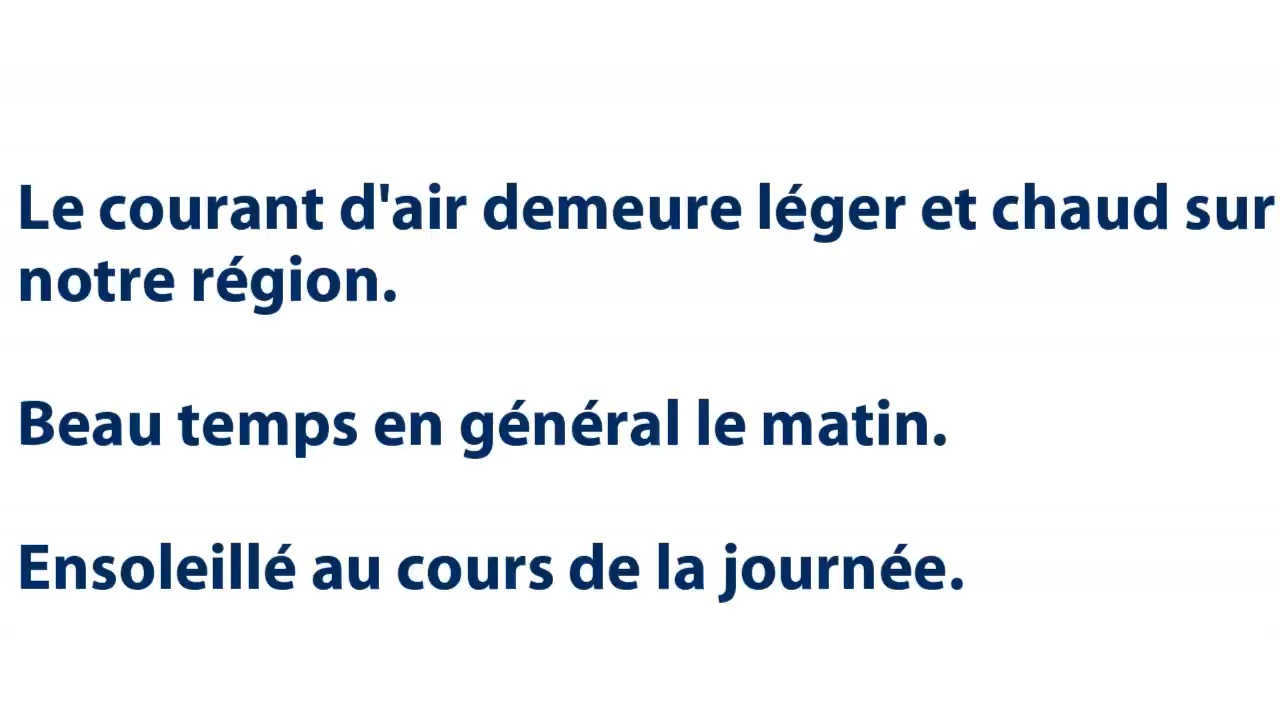 Le courant d'air demeure léger et chaud sur
notre région.
Beau temps en général le matin.
Ensoleillé au cours de la journée.